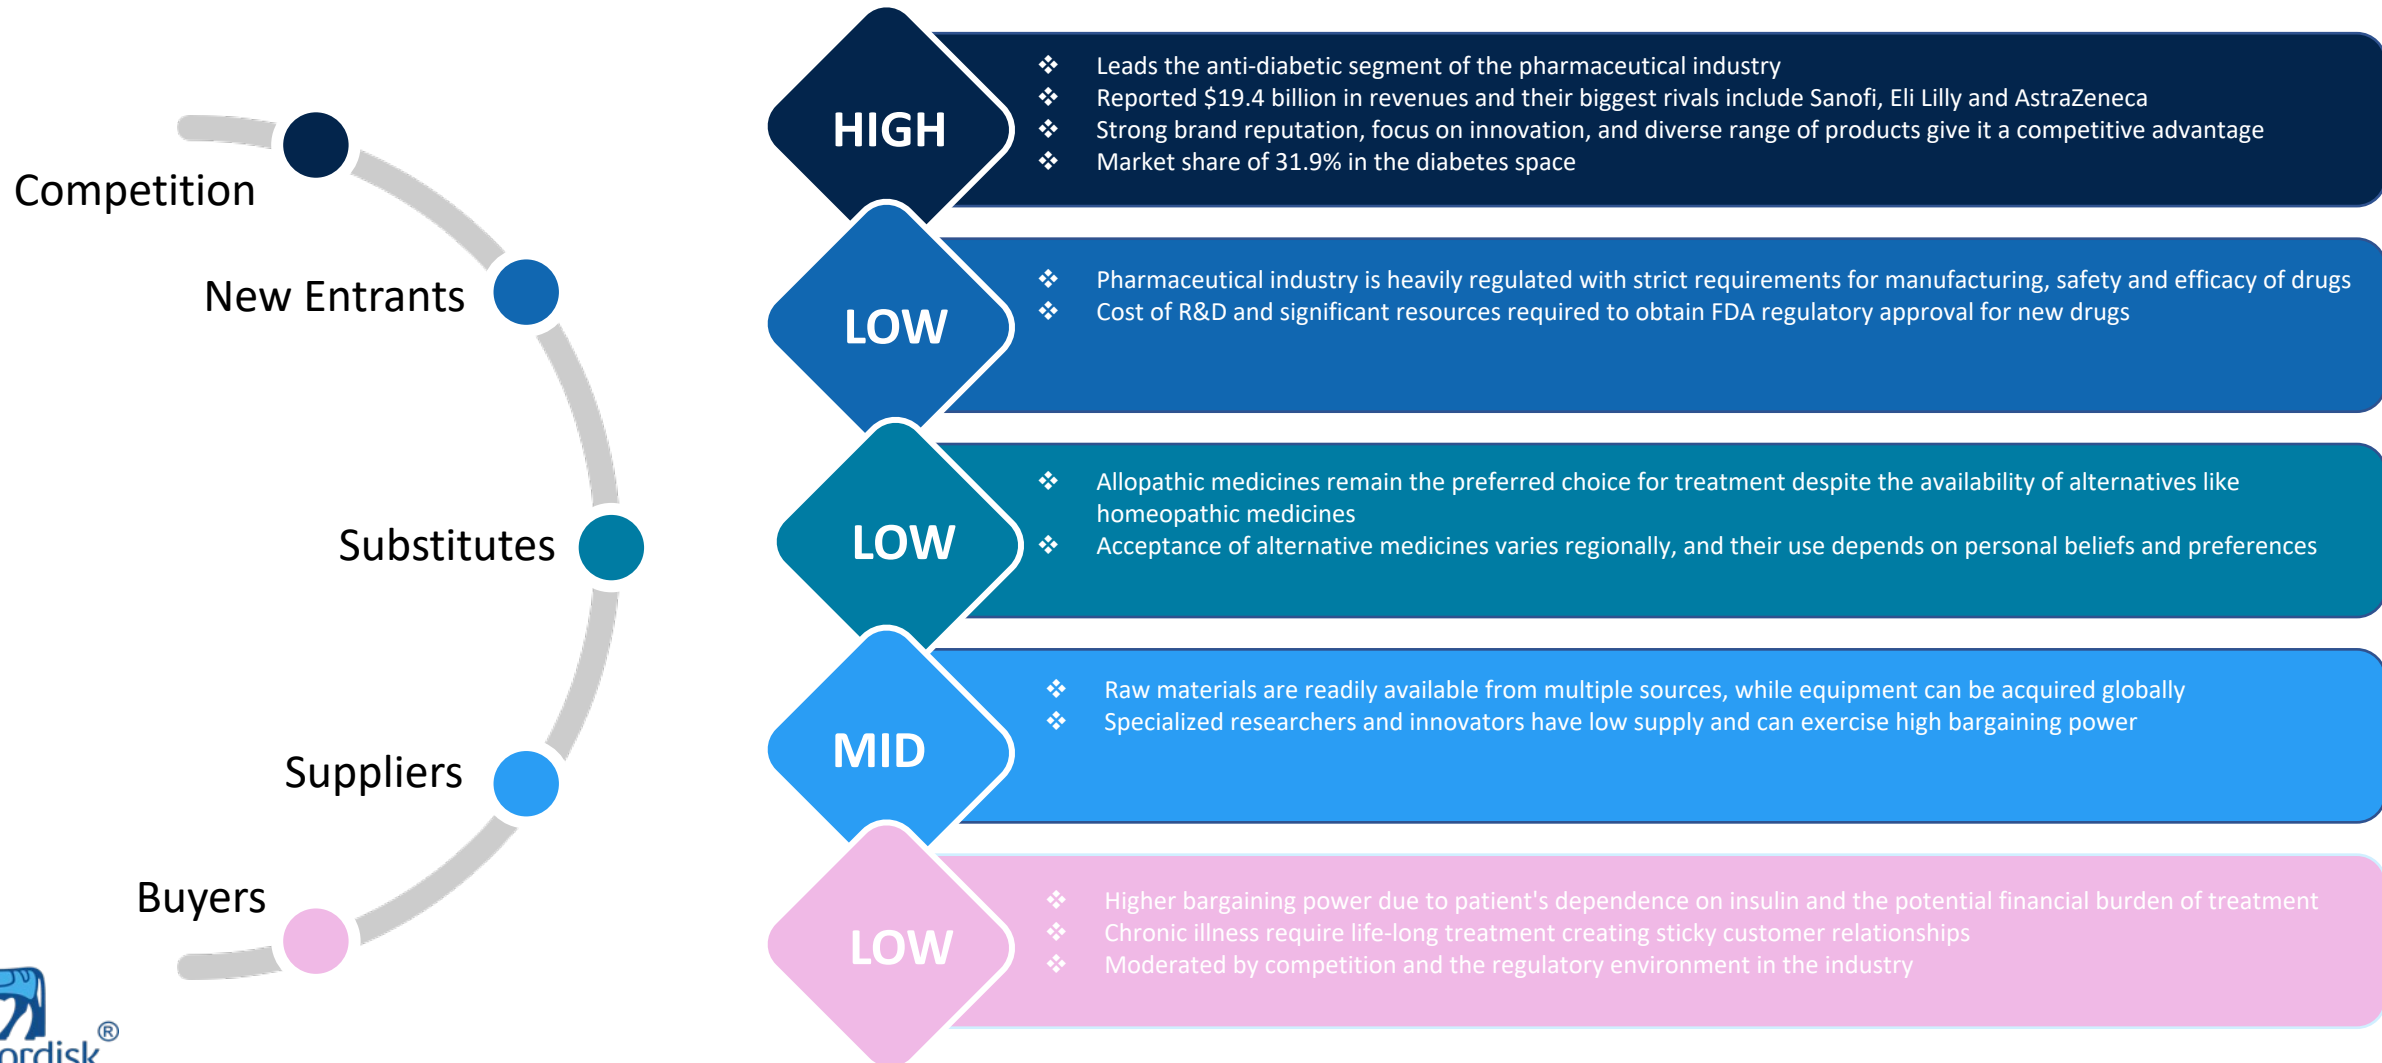 Competition
New Entrants
Substitutes
Suppliers
Buyers
HIGH
❖ Leads the anti-diabetic segment of the pharmaceutical industry
❖ Reported $19.4 billion in revenues and their biggest rivals include Sanofi, Eli Lilly and AstraZeneca
❖ Strong brand reputation, focus on innovation, and diverse range of products give it a competitive advantage
❖ Market share of 31.9% in the diabetes space
LOW
❖ Pharmaceutical industry is heavily regulated with strict requirements for manufacturing, safety and efficacy of drugs
❖ Cost of R&D and significant resources required to obtain FDA regulatory approval for new drugs
LOW
❖ Allopathic medicines remain the preferred choice for treatment despite the availability of alternatives like
homeopathic medicines
❖ Acceptance of alternative medicines varies regionally, and their use depends on personal beliefs and preferences
MID
❖ Raw materials are readily available from multiple sources, while equipment can be acquired globally
❖ Specialized researchers and innovators have low supply and can exercise high bargaining power
LOW
❖ Higher bargaining power due to patient's dependence on insulin and the potential financial burden of treatment
❖ Chronic illness require life-long treatment creating sticky customer relationships
❖ Moderated by competition and the regulatory environment in the industry
ordisk®